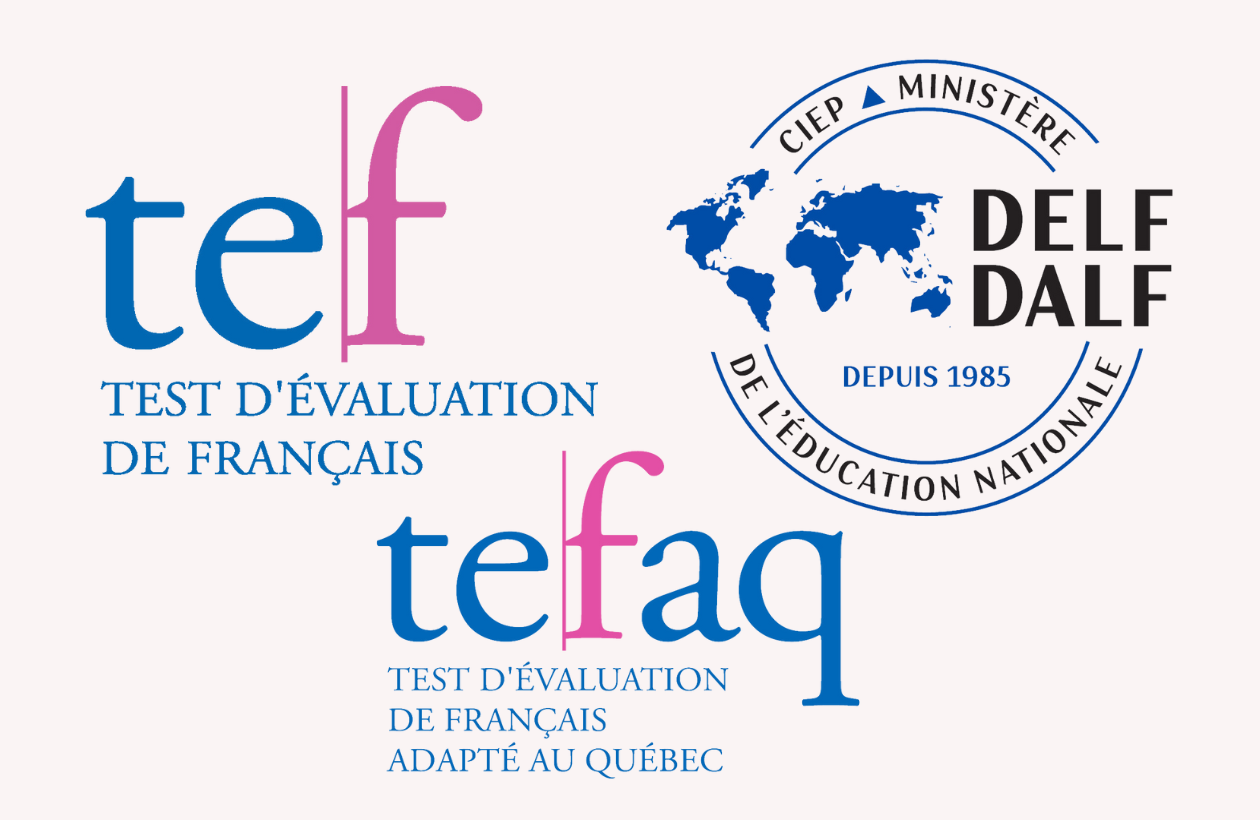 tef
TEST D'ÉVALUATION
DE FRANÇAIS
CIEP ▲ MINISTÈRE
DELF
DALF
DEPUIS 1985
DE L'ÉDUCATION NATIONALE
tefaq
TEST D'ÉVALUATION
DE FRANÇAIS
ADAPTÉ AU QUÉBEC